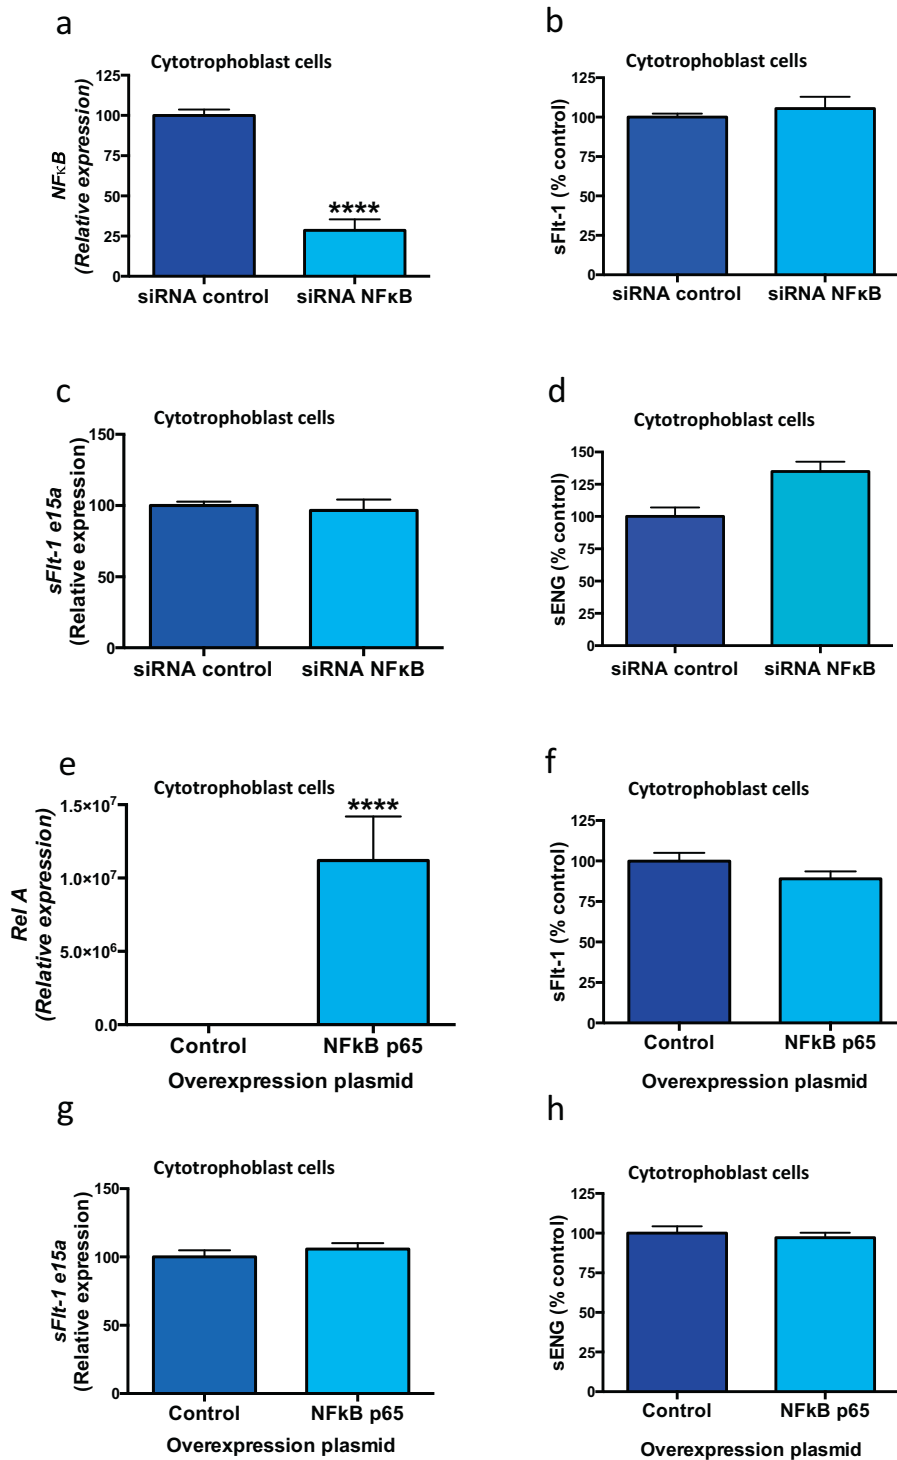 a
Cytotrophoblast cells
NFκB
(Relative expression)
125
100
75
50
25
0
****
siRNA control
siRNA NFκB
b
Cytotrophoblast cells
sFlt-1 (% control)
125
100
75
50
25
0
siRNA control
siRNA NFκB
c
Cytotrophoblast cells
sFlt-1 e15a
(Relative expression)
150
100
50
0
siRNA control
siRNA NFκB
d
Cytotrophoblast cells
sENG (% control)
150
125
100
75
50
25
0
siRNA control
siRNA NFκB
e
Cytotrophoblast cells
Rel A
(Relative expression)
1.5×10⁷
1.0×10⁷
5.0×10⁶
0.0
****
Control
NFkB p65
Overexpression plasmid
f
Cytotrophoblast cells
sFlt-1 (% control)
125
100
75
50
25
0
Control
NFkB p65
Overexpression plasmid
g
Cytotrophoblast cells
sFlt-1 e15a
(Relative expression)
150
100
50
0
Control
NFkB p65
Overexpression plasmid
h
Cytotrophoblast cells
sENG (% control)
125
100
75
50
25
0
Control
NFkB p65
Overexpression plasmid